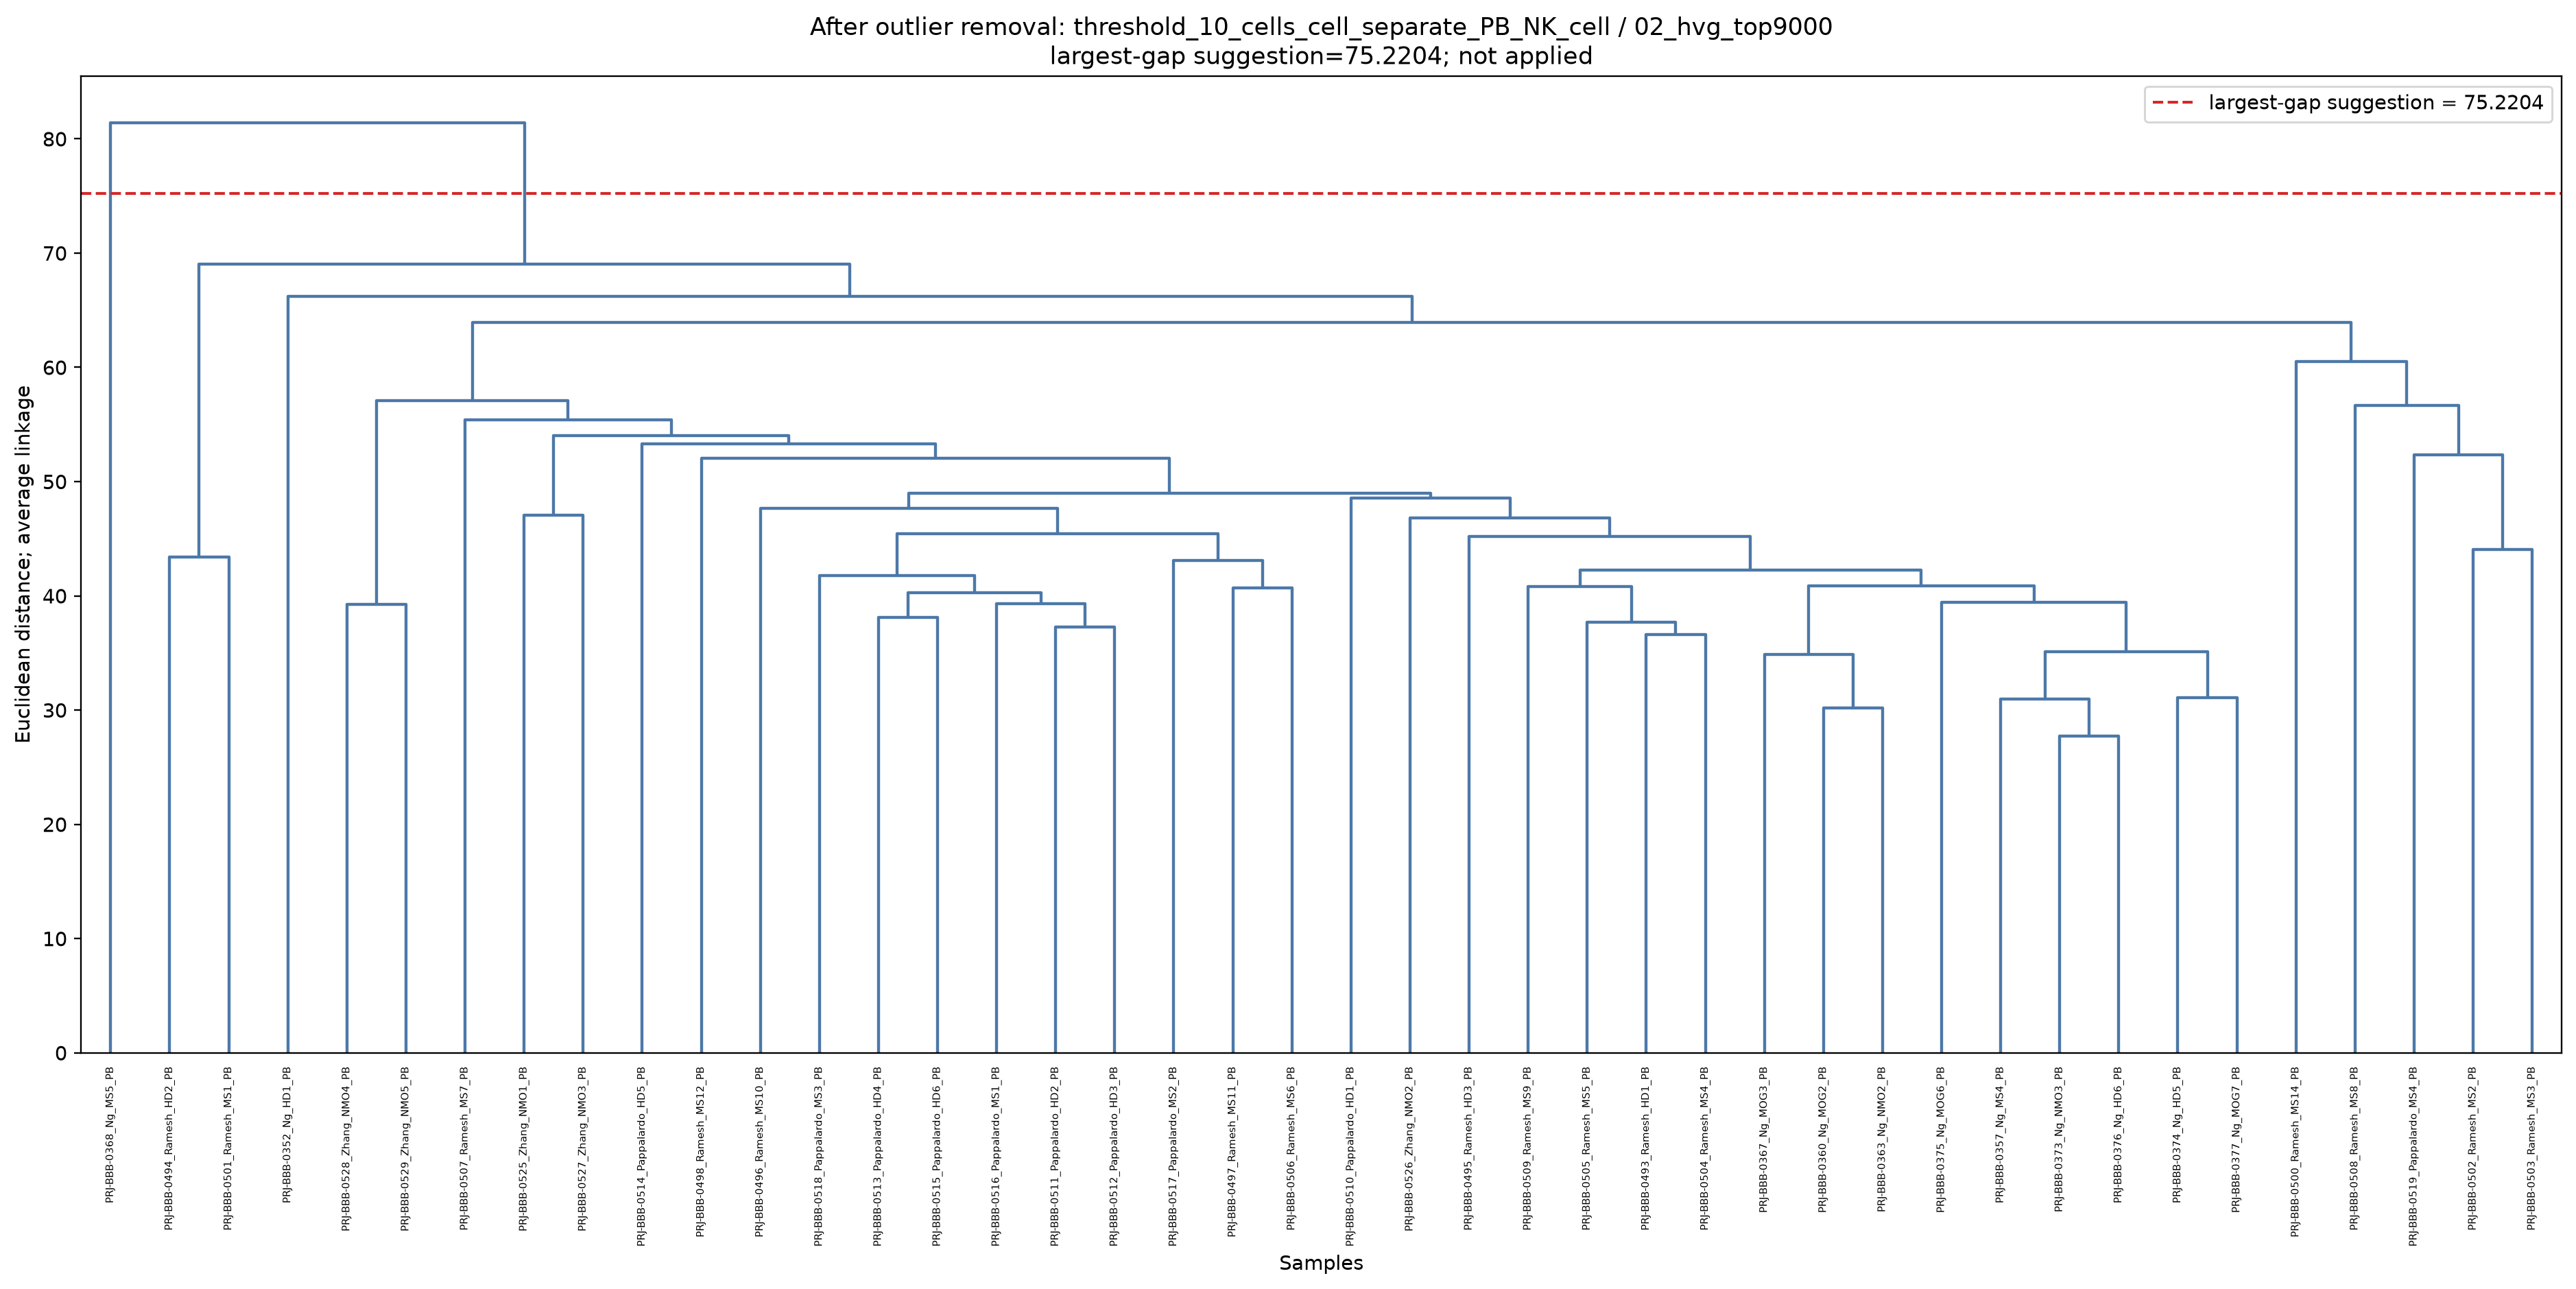 After outlier removal: threshold_10_cells_cell_separate_PB_NK_cell / 02_hvg_top9000
largest-gap suggestion=75.2204; not applied
largest-gap suggestion = 75.2204
80
70
60
50
40
30
20
10
0
Euclidean distance; average linkage
PRJ-BBB-0368_Ng_MS5_PB
PRJ-BBB-0494_Ramesh_HD2_PB
PRJ-BBB-0501_Ramesh_MS1_PB
PRJ-BBB-0352_Ng_HD1_PB
PRJ-BBB-0528_Zhang_NMO4_PB
PRJ-BBB-0529_Zhang_NMO5_PB
PRJ-BBB-0507_Ramesh_MS7_PB
PRJ-BBB-0525_Zhang_NMO1_PB
PRJ-BBB-0527_Zhang_NMO3_PB
PRJ-BBB-0514_Pappalardo_HD5_PB
PRJ-BBB-0498_Ramesh_MS12_PB
PRJ-BBB-0496_Ramesh_MS10_PB
PRJ-BBB-0518_Pappalardo_MS3_PB
PRJ-BBB-0513_Pappalardo_HD4_PB
PRJ-BBB-0515_Pappalardo_HD6_PB
PRJ-BBB-0516_Pappalardo_MS1_PB
PRJ-BBB-0511_Pappalardo_HD2_PB
PRJ-BBB-0512_Pappalardo_HD3_PB
PRJ-BBB-0517_Pappalardo_MS2_PB
PRJ-BBB-0497_Ramesh_MS11_PB
PRJ-BBB-0506_Ramesh_MS6_PB
PRJ-BBB-0510_Pappalardo_HD1_PB
PRJ-BBB-0526_Zhang_NMO2_PB
PRJ-BBB-0495_Ramesh_HD3_PB
PRJ-BBB-0509_Ramesh_MS9_PB
PRJ-BBB-0505_Ramesh_MS5_PB
PRJ-BBB-0493_Ramesh_HD1_PB
PRJ-BBB-0504_Ramesh_MS4_PB
PRJ-BBB-0367_Ng_MOG3_PB
PRJ-BBB-0360_Ng_MOG2_PB
PRJ-BBB-0363_Ng_NMO2_PB
PRJ-BBB-0375_Ng_MOG6_PB
PRJ-BBB-0357_Ng_MS4_PB
PRJ-BBB-0373_Ng_NMO3_PB
PRJ-BBB-0376_Ng_HD6_PB
PRJ-BBB-0374_Ng_HD5_PB
PRJ-BBB-0377_Ng_MOG7_PB
PRJ-BBB-0500_Ramesh_MS14_PB
PRJ-BBB-0508_Ramesh_MS8_PB
PRJ-BBB-0519_Pappalardo_MS4_PB
PRJ-BBB-0502_Ramesh_MS2_PB
PRJ-BBB-0503_Ramesh_MS3_PB
Samples